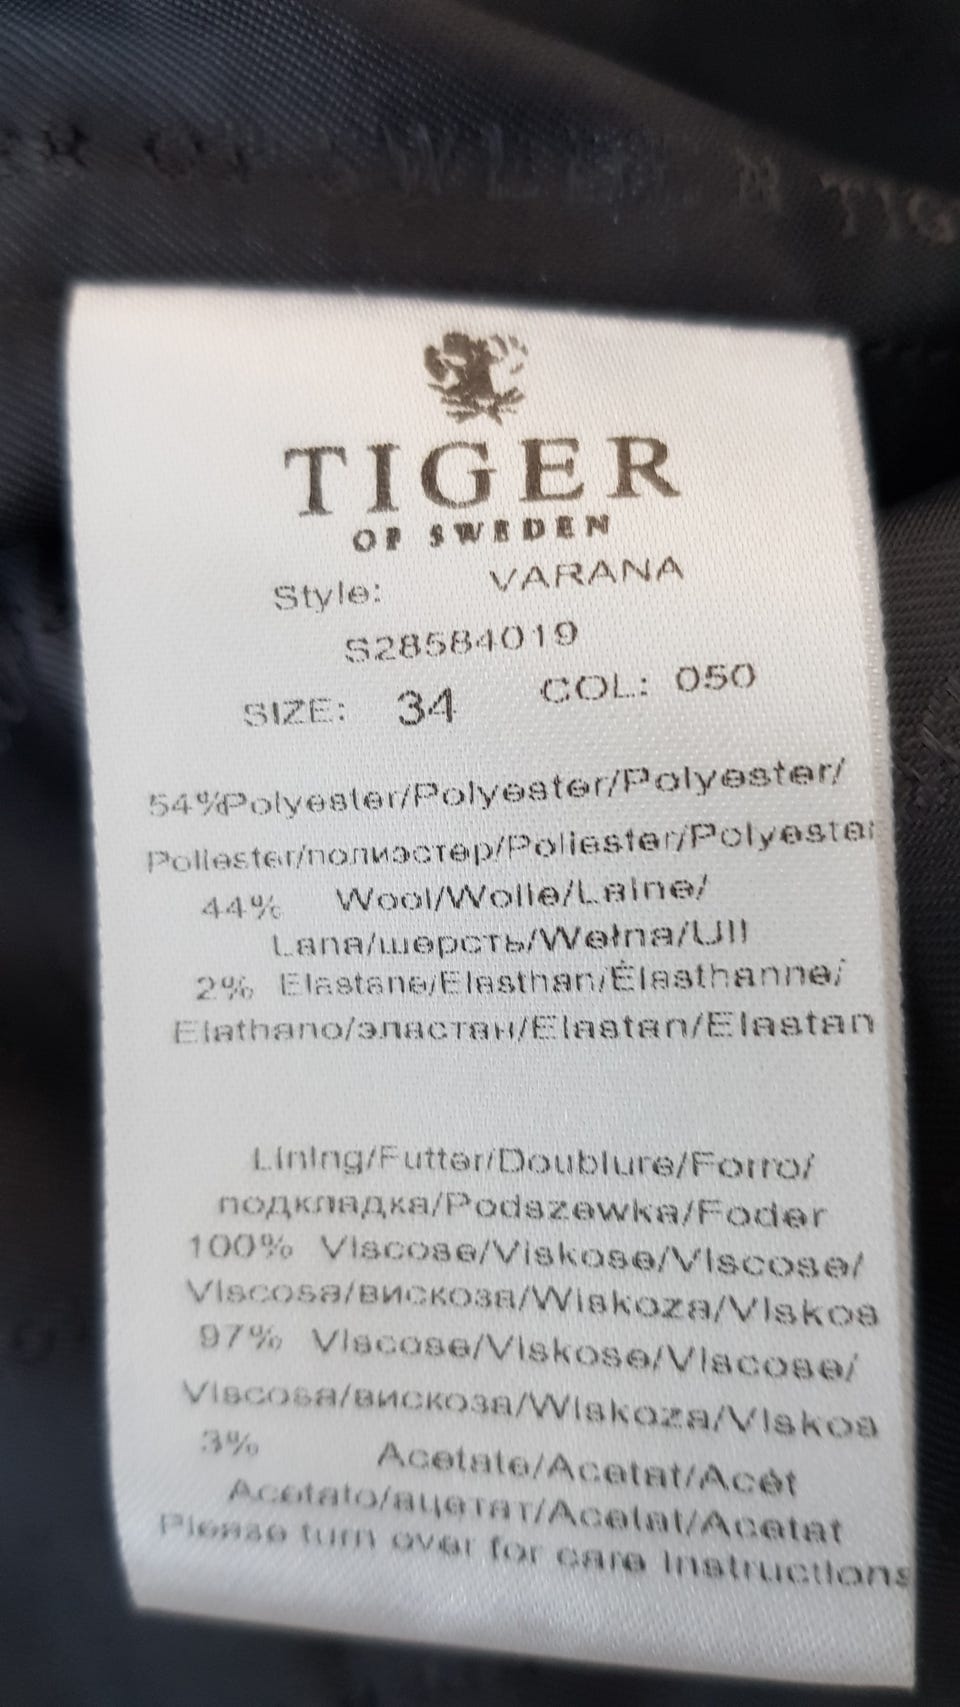 TIG
TIGER
OF SWEDEN
Style: VARANA
S28584019
SIZE: 34 COL: 050
54%Polyester/Polyester/Polyester/
Poliester/полиэстер/Poliester/Polyester
44% Wool/Wolle/Laine/
Lana/шерсть/Wełna/Ull
2% Elastane/Elasthan/Élasthanne/
Elathano/эластан/Elastan/Elastan
Lining/Futter/Doublure/Forro/
подкладка/Podszewka/Foder
100% Viscose/Viskose/Viscose/
Viscosa/вискоза/Wiskoza/Viskos
97% Viscose/Viskose/Viscose/
Viscosa/вискоза/Wiskoza/Viskos
3% Acetate/Acetat/Acét
Acetato/ацетат/Acetat/Acetat
Please turn over for care instructions